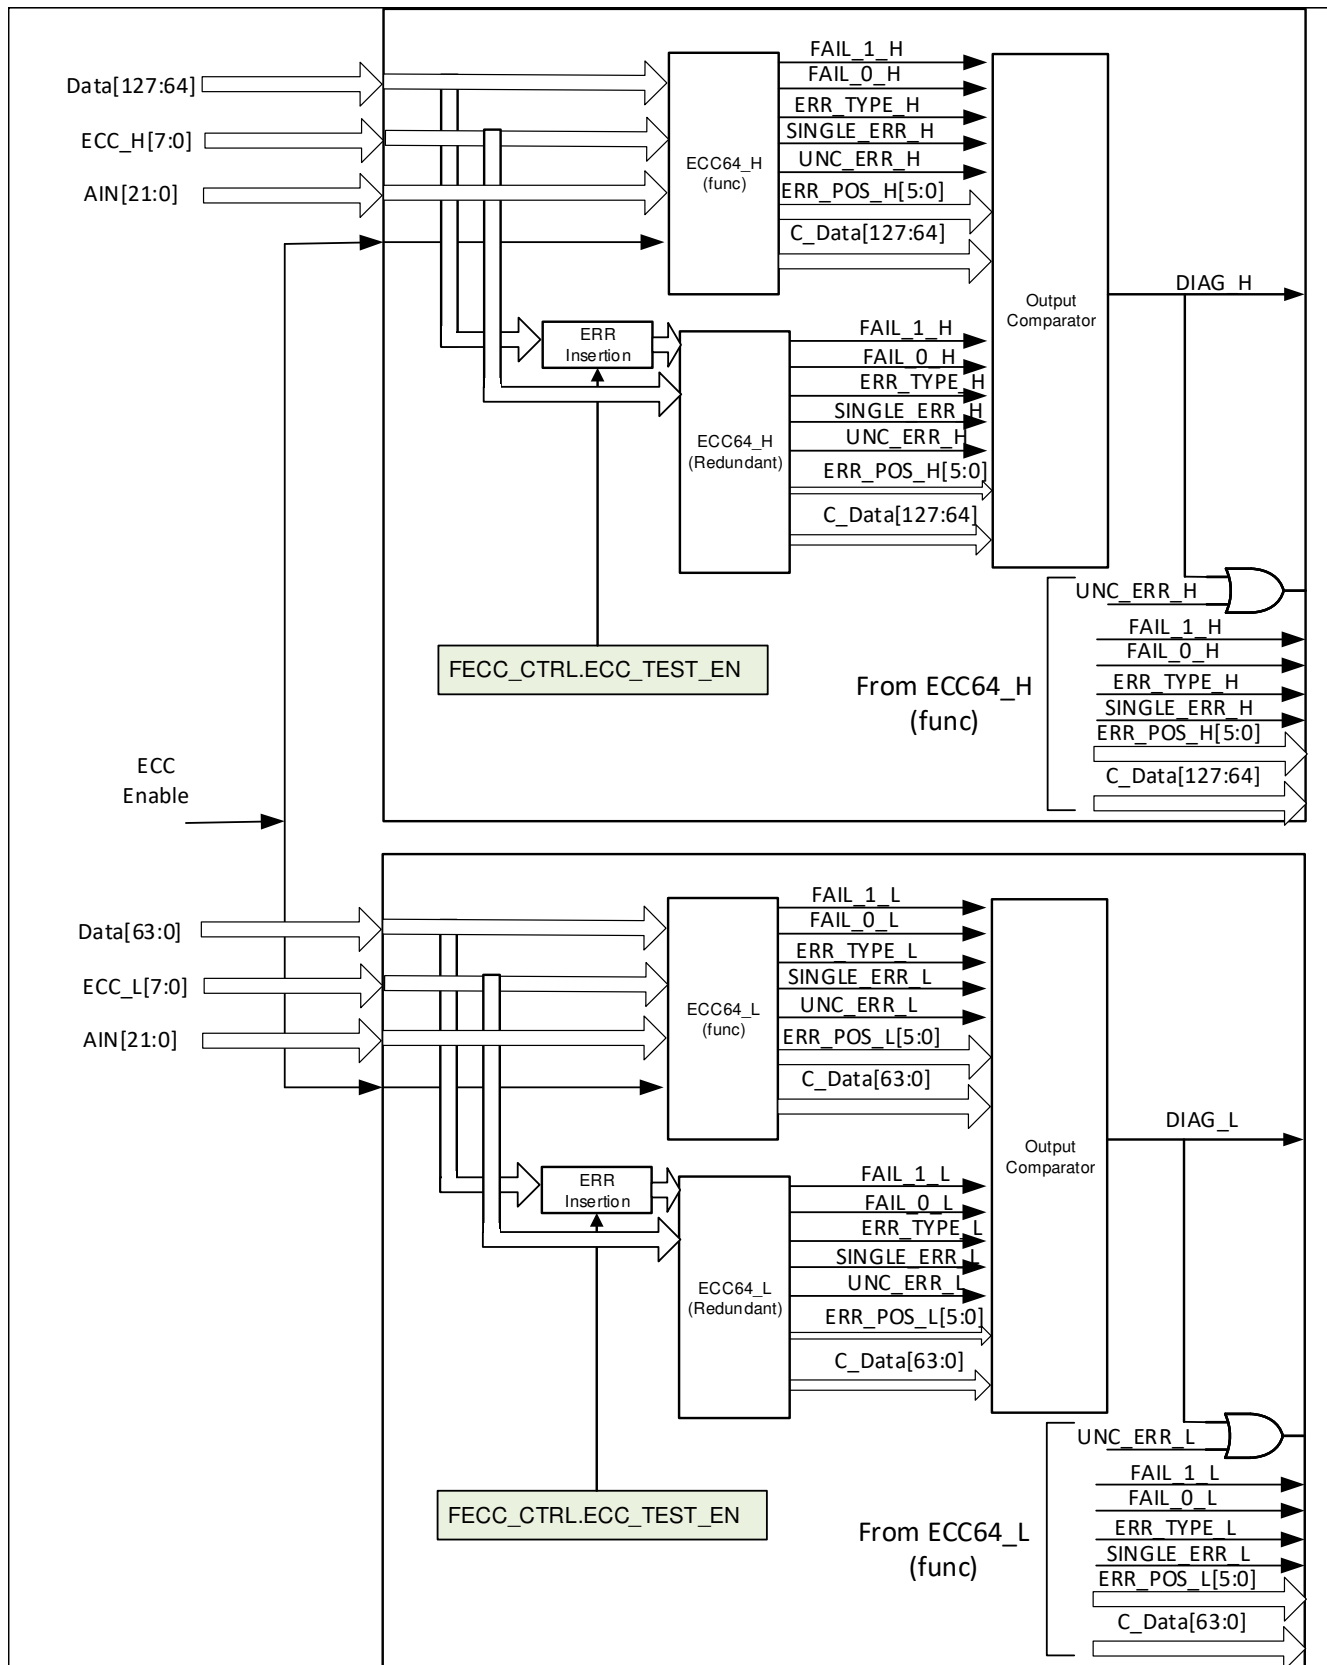 FAIL_1_H
FAIL_0_H
Data[127:64]
ERR_TYPE_H
SINGLE_ERR_H
ECC_H[7:0]
UNC_ERR_H
ECC64_H
(func)
AIN[21:0]
ERR_POS_H[5:0]
C_Data[127:64]
DIAG_H
Output
Comparator
ERR
Insertion
FAIL_1_H
FAIL_0_H
ERR_TYPE_H
SINGLE_ERR_H
UNC_ERR_H
ECC64_H
(Redundant)
ERR_POS_H[5:0]
C_Data[127:64]
UNC_ERR_H
FECC_CTRL.ECC_TEST_EN
From ECC64_H
(func)
FAIL_1_H
FAIL_0_H
ERR_TYPE_H
SINGLE_ERR_H
ERR_POS_H[5:0]
C_Data[127:64]
ECC
Enable
FAIL_1_L
FAIL_0_L
Data[63:0]
ERR_TYPE_L
SINGLE_ERR_L
ECC_L[7:0]
UNC_ERR_L
ECC64_L
(func)
AIN[21:0]
ERR_POS_L[5:0]
C_Data[63:0]
DIAG_L
Output
Comparator
ERR
Insertion
FAIL_1_L
FAIL_0_L
ERR_TYPE_L
SINGLE_ERR_L
UNC_ERR_L
ECC64_L
(Redundant)
ERR_POS_L[5:0]
C_Data[63:0]
UNC_ERR_L
FECC_CTRL.ECC_TEST_EN
From ECC64_L
(func)
FAIL_1_L
FAIL_0_L
ERR_TYPE_L
SINGLE_ERR_L
ERR_POS_L[5:0]
C_Data[63:0]